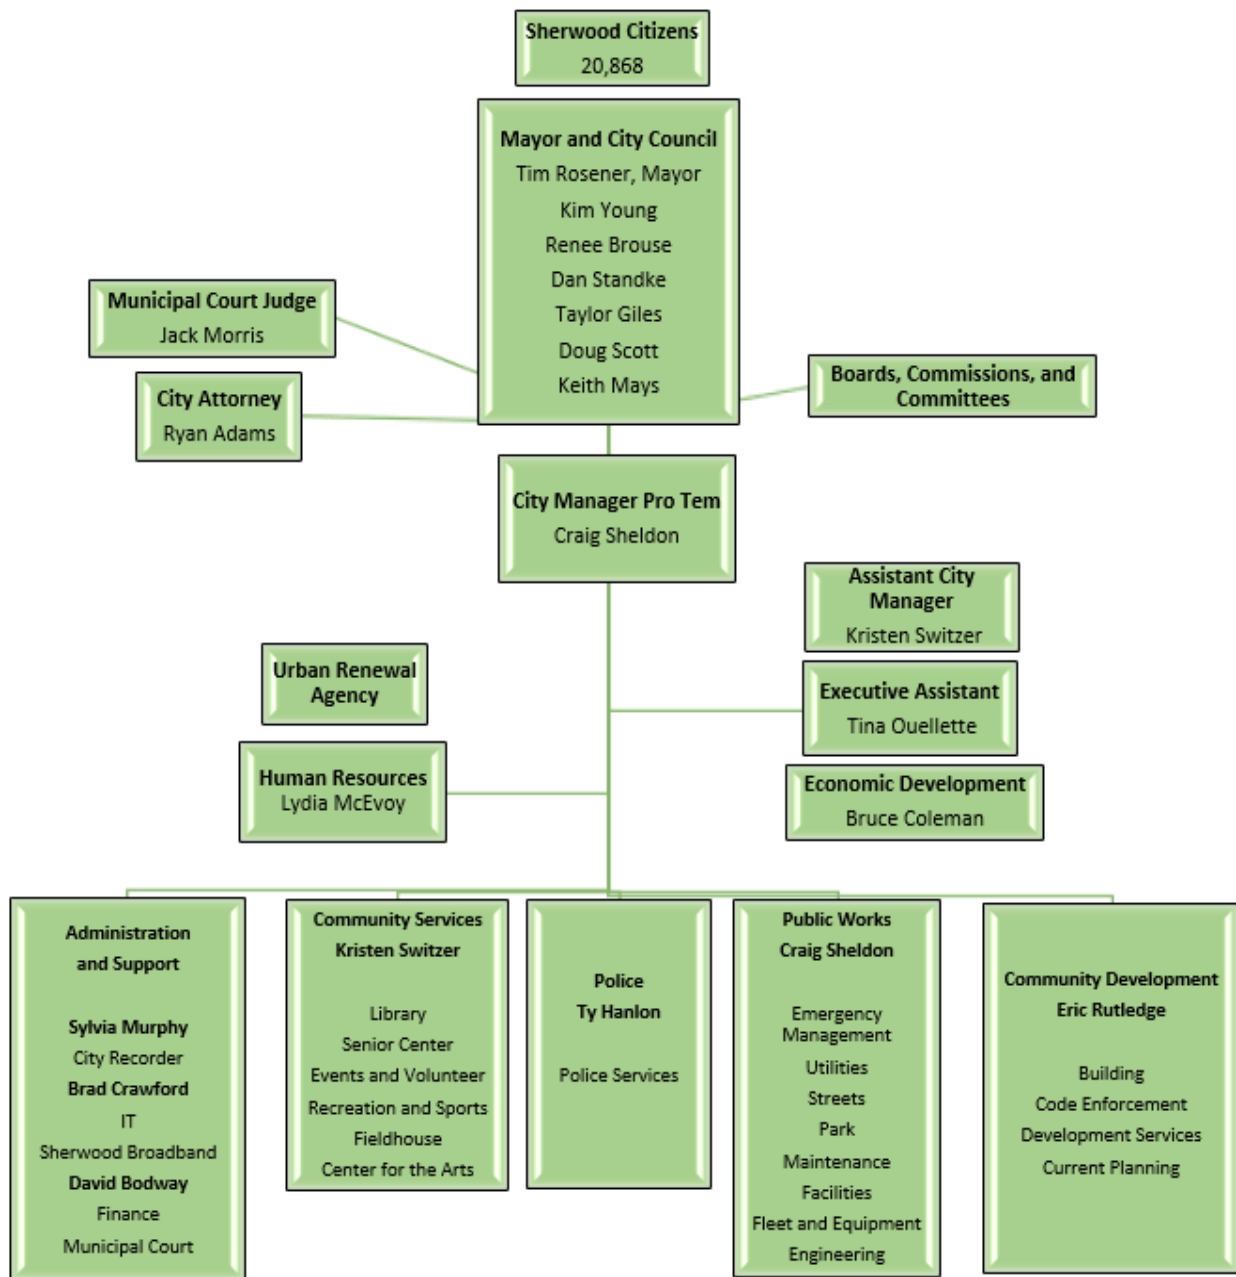 Sherwood Citizens
20,868
Mayor and City Council
Tim Rosener, Mayor
Kim Young
Renee Brouse
Dan Standke
Taylor Giles
Doug Scott
Keith Mays
Municipal Court Judge
Jack Morris
City Attorney
Ryan Adams
Boards, Commissions, and
Committees
City Manager Pro Tem
Craig Sheldon
Assistant City
Manager
Kristen Switzer
Urban Renewal
Agency
Executive Assistant
Tina Ouellette
Human Resources
Lydia McEvoy
Economic Development
Bruce Coleman
Administration
and Support
Sylvia Murphy
City Recorder
Brad Crawford
IT
Sherwood Broadband
David Bodway
Finance
Municipal Court
Community Services
Kristen Switzer
Library
Senior Center
Events and Volunteer
Recreation and Sports
Fieldhouse
Center for the Arts
Police
Ty Hanlon
Police Services
Public Works
Craig Sheldon
Emergency
Management
Utilities
Streets
Park
Maintenance
Facilities
Fleet and Equipment
Engineering
Community Development
Eric Rutledge
Building
Code Enforcement
Development Services
Current Planning